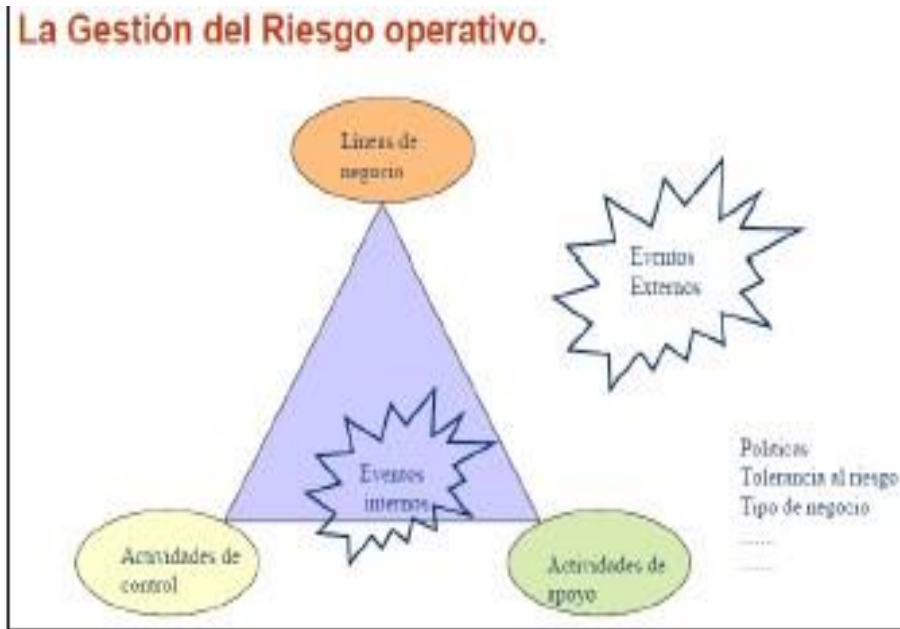 La Gestión del Riesgo operativo.
Líneas de
negocio
Eventos
Externos
Eventos
internos
Políticas
Tolerancia al riesgo
Tipo de negocio
......
......
Actividades de
control
Actividades de
apoyo